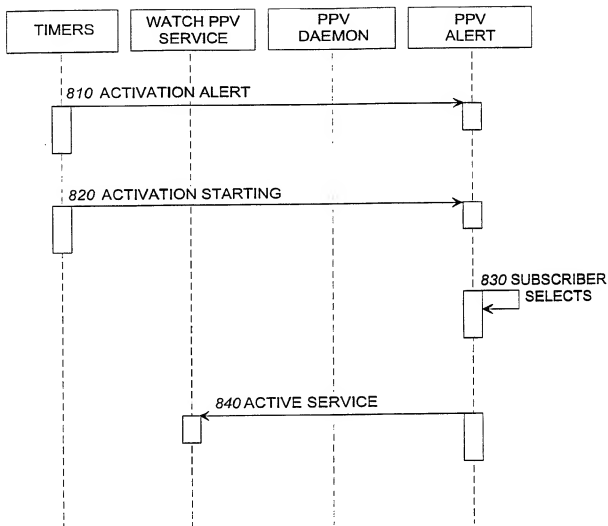 TIMERS
WATCH PPV
SERVICE
PPV
DAEMON
PPV
ALERT
810 ACTIVATION ALERT
820 ACTIVATION STARTING
830 SUBSCRIBER
SELECTS
840 ACTIVE SERVICE